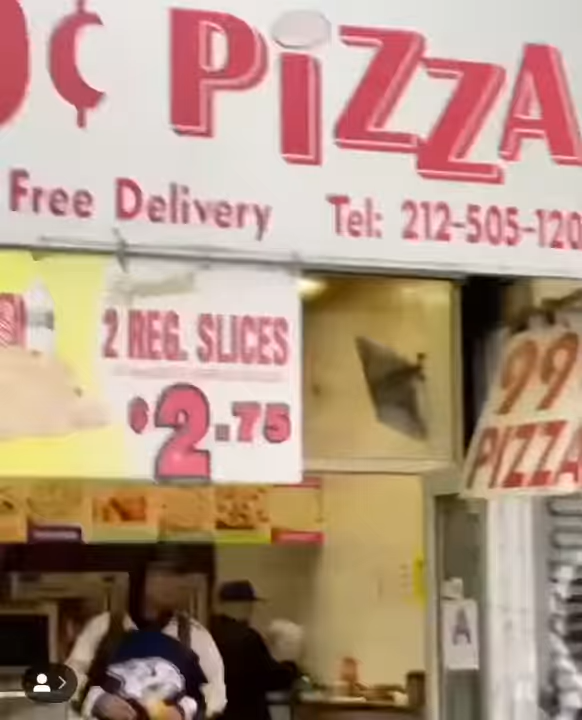 ¢ PIZZA
Free Delivery Tel: 212-505-120
2 REG. SLICES
$2.75
99
PIZZA
A